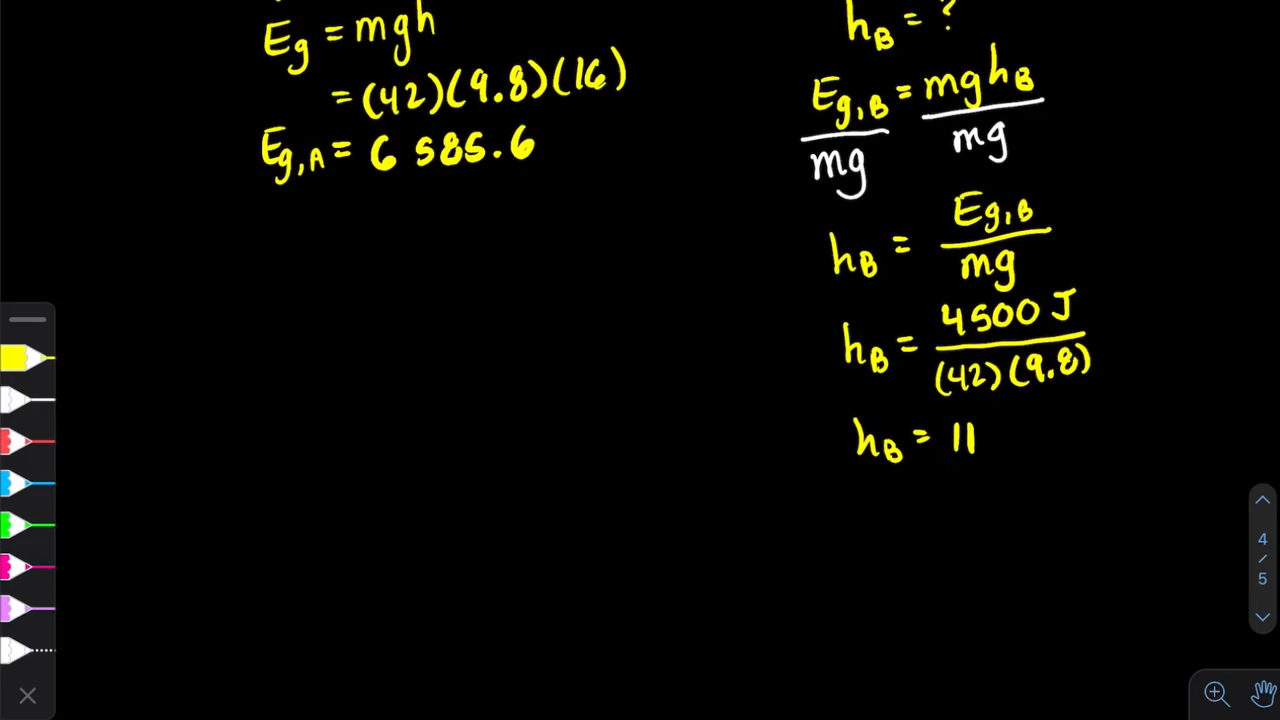 Eg = mgh
= (42)(9.8)(16)
Eg,A = 6 585.6
hB = ?
Eg,B/mg = mghB/mg
hB = Eg,B/mg
hB = 4500 J/(42)(9.8)
hB = 11
4
/
5